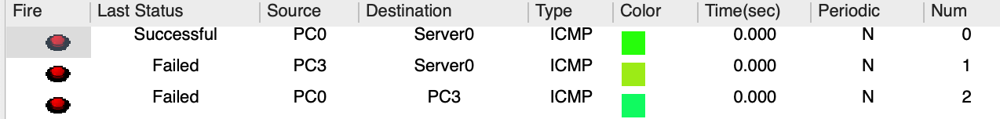 Fire Last Status Source Destination Type Color Time(sec) Periodic Num
Successful PC0 Server0 ICMP 0.000 N 0
Failed PC3 Server0 ICMP 0.000 N 1
Failed PC0 PC3 ICMP 0.000 N 2